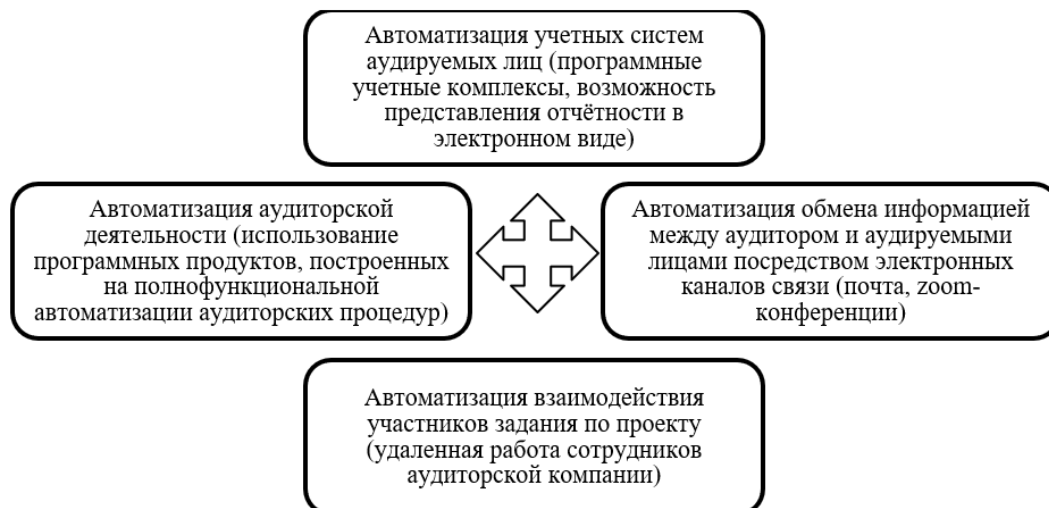 Автоматизация учетных систем
аудируемых лиц (программные
учетные комплексы, возможность
представления отчётности в
электронном виде)
Автоматизация аудиторской
деятельности (использование
программных продуктов, построенных
на полнофункциональной
автоматизации аудиторских процедур)
Автоматизация обмена информацией
между аудитором и аудируемыми
лицами посредством электронных
каналов связи (почта, zoom-
конференции)
Автоматизация взаимодействия
участников задания по проекту
(удаленная работа сотрудников
аудиторской компании)